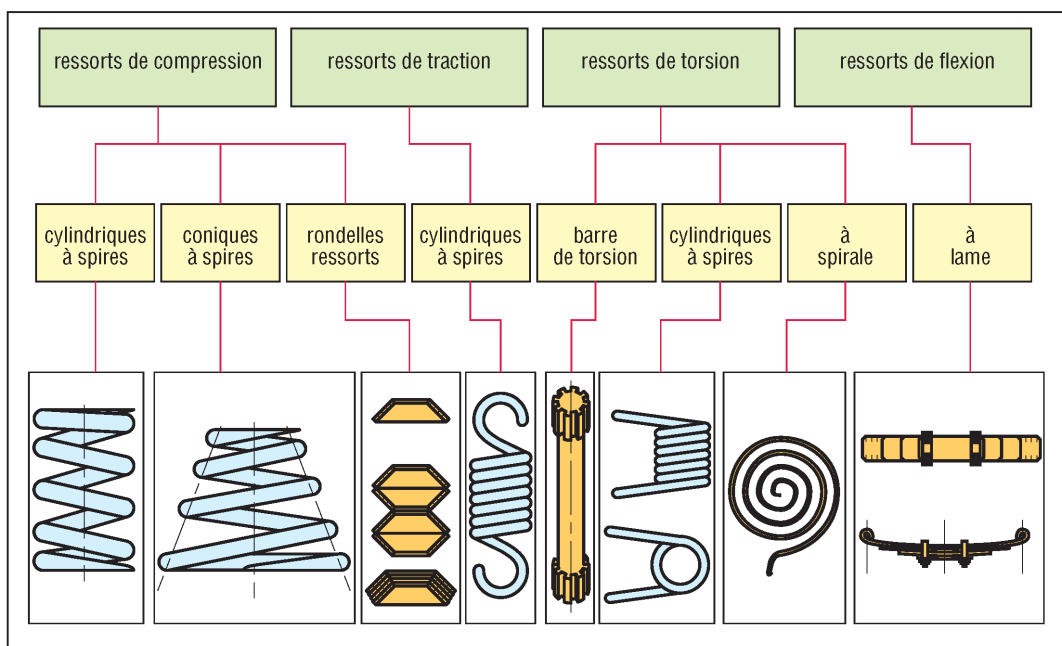 ressorts de compression
ressorts de traction
ressorts de torsion
ressorts de flexion
cylindriques
à spires
coniques
à spires
rondelles
ressorts
cylindriques
à spires
barre
de torsion
cylindriques
à spires
à
spirale
à
lame